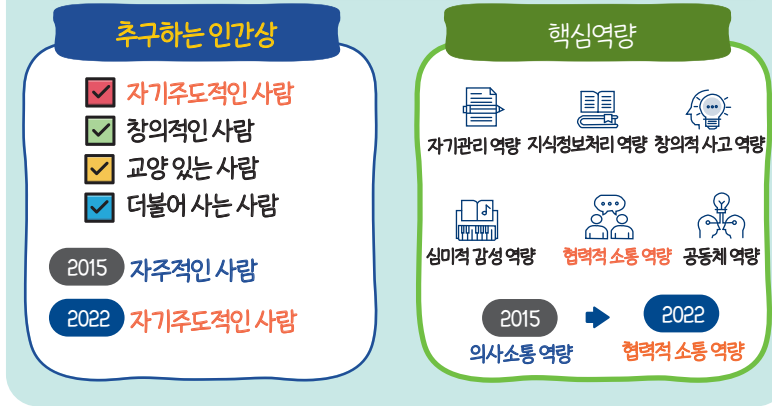 추구하는 인간상
자기주도적인 사람
창의적인 사람
교양 있는 사람
더불어 사는 사람
2015 자주적인 사람
2022 자기주도적인 사람
핵심역량
자기관리 역량 지식정보처리 역량 창의적 사고 역량
심미적 감성 역량 협력적 소통 역량 공동체 역량
2015 2022
의사소통 역량 협력적 소통 역량